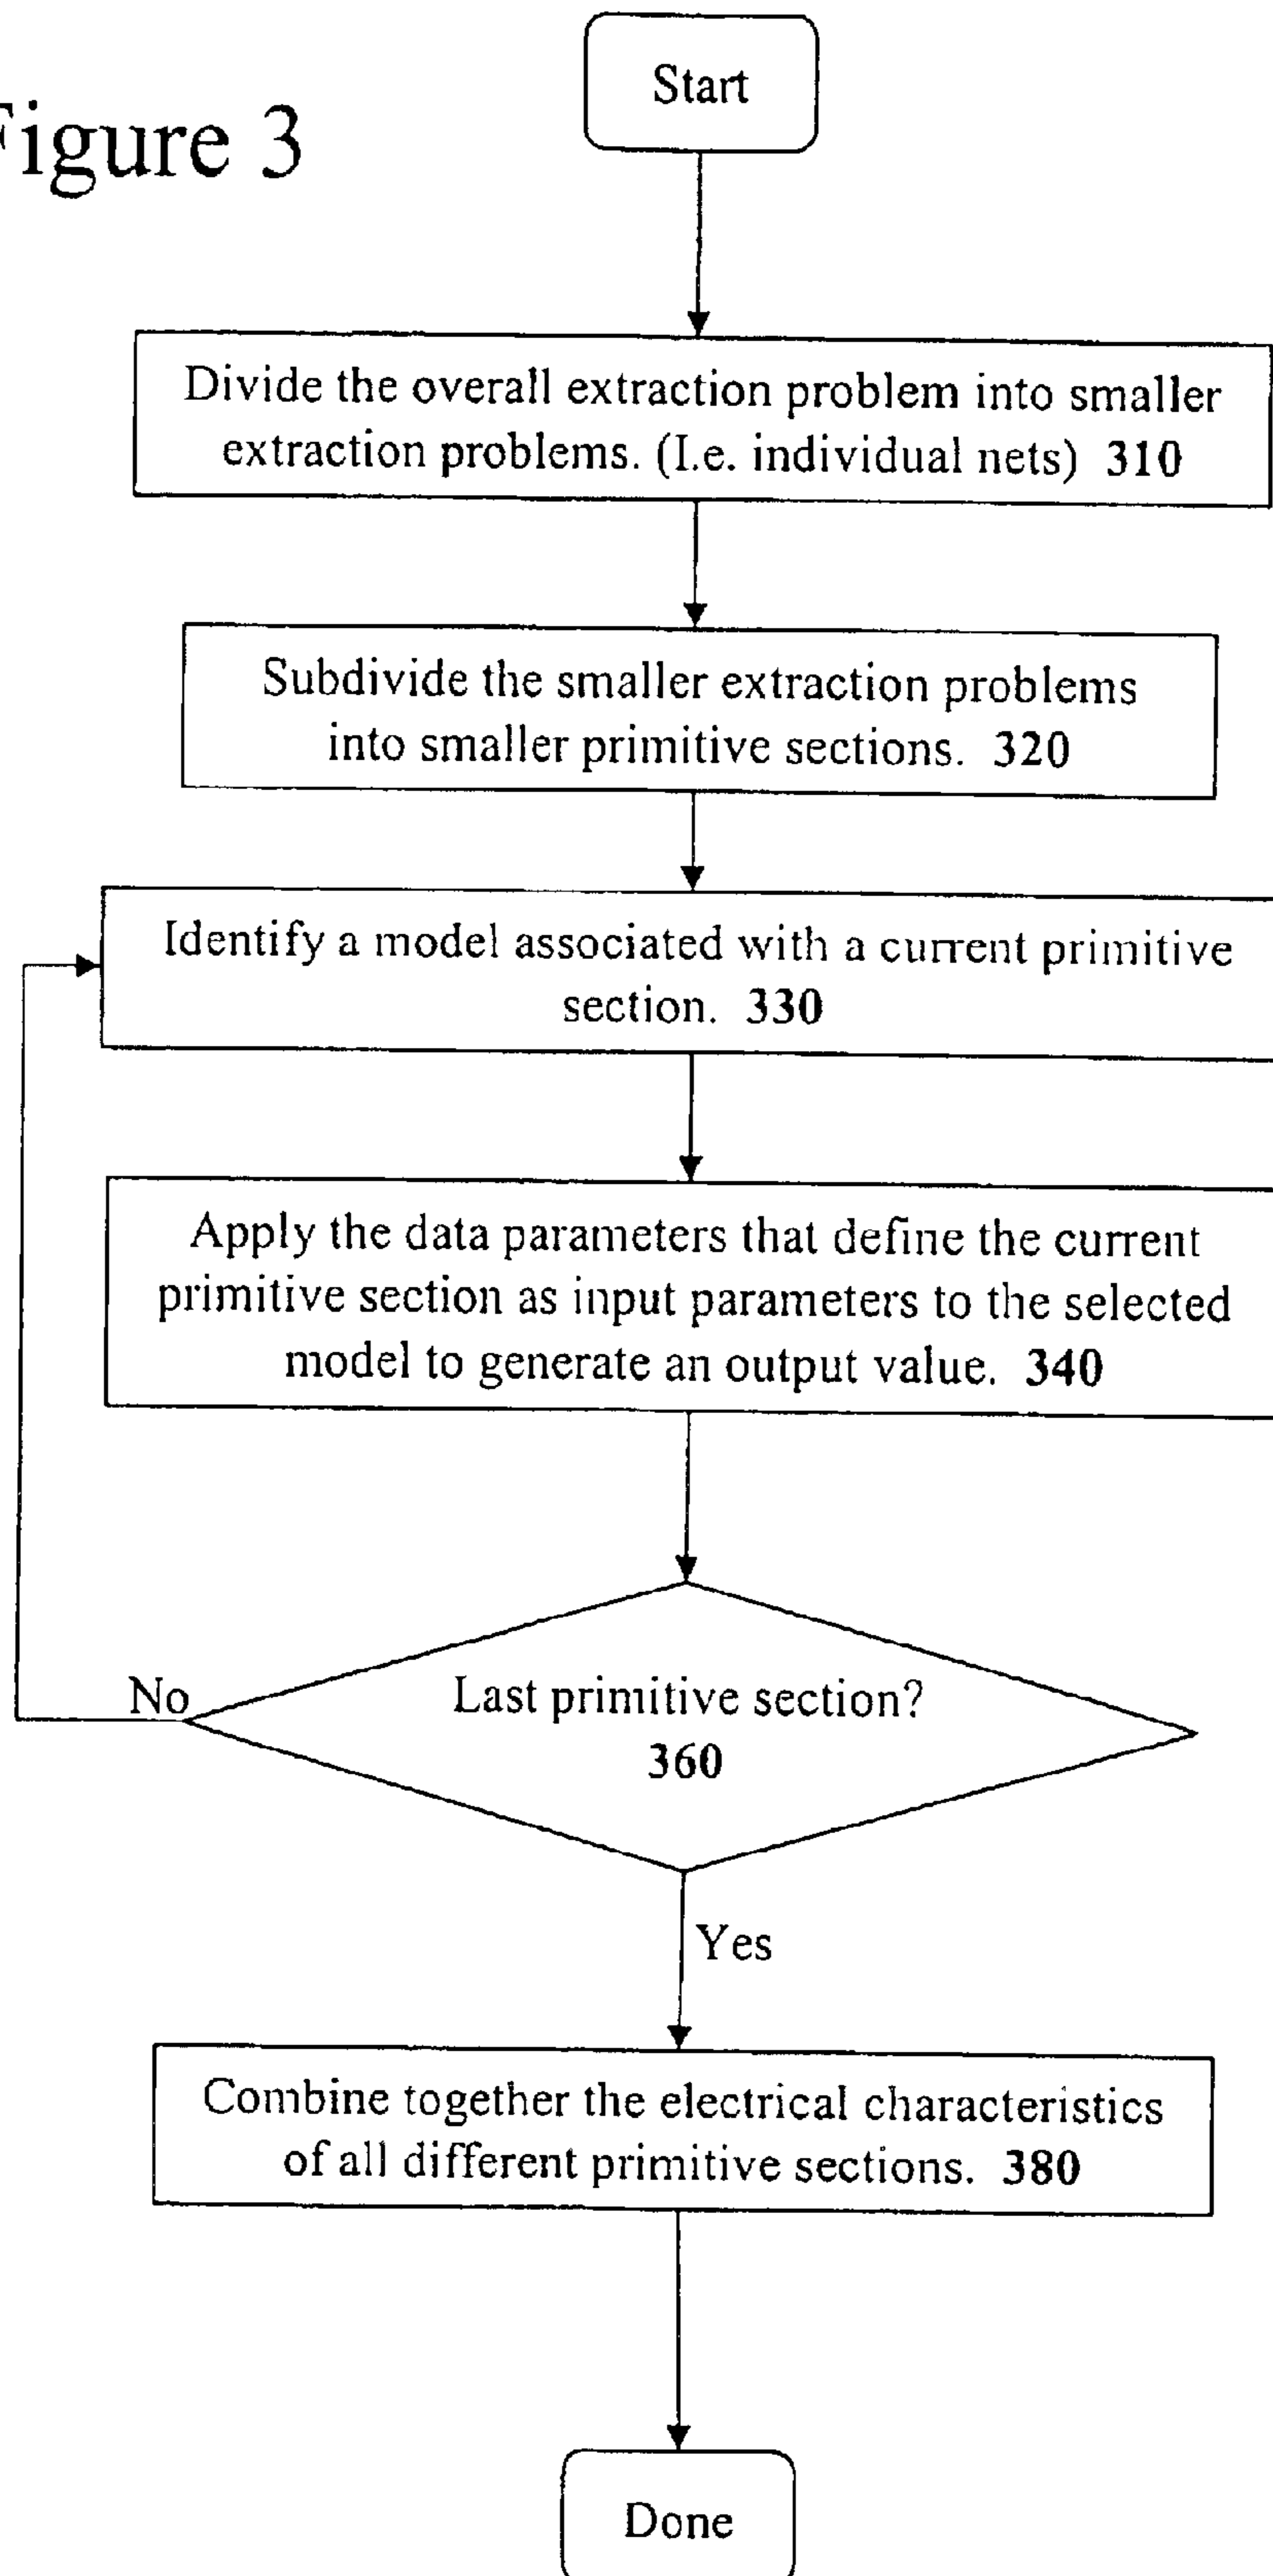 Start
Figure 3
Divide the overall extraction problem into smaller
extraction problems. (I.e. individual nets) 310
Subdivide the smaller extraction problems
into smaller primitive sections. 320
Identify a model associated with a current primitive
section. 330
Apply the data parameters that define the current
primitive section as input parameters to the selected
model to generate an output value. 340
No
Last primitive section?
360
Yes
Combine together the electrical characteristics
of all different primitive sections. 380
Done